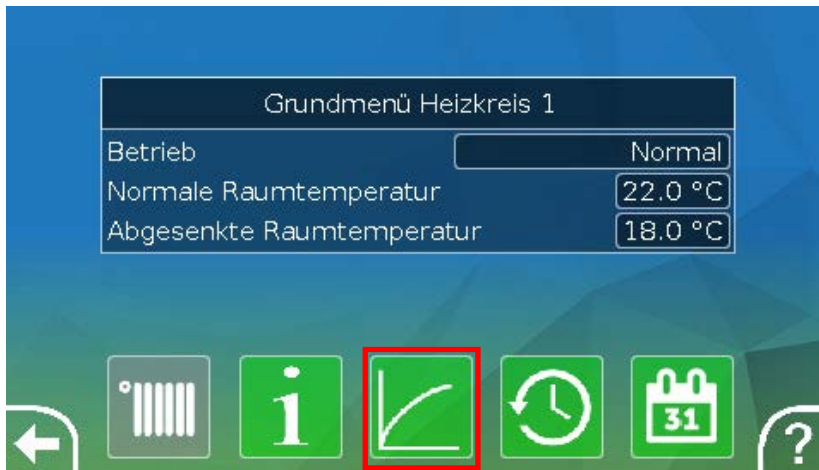 Grundmenü Heizkreis 1
Betrieb Normal
Normale Raumtemperatur 22.0 °C
Abgesenkte Raumtemperatur 18.0 °C
i
31
?